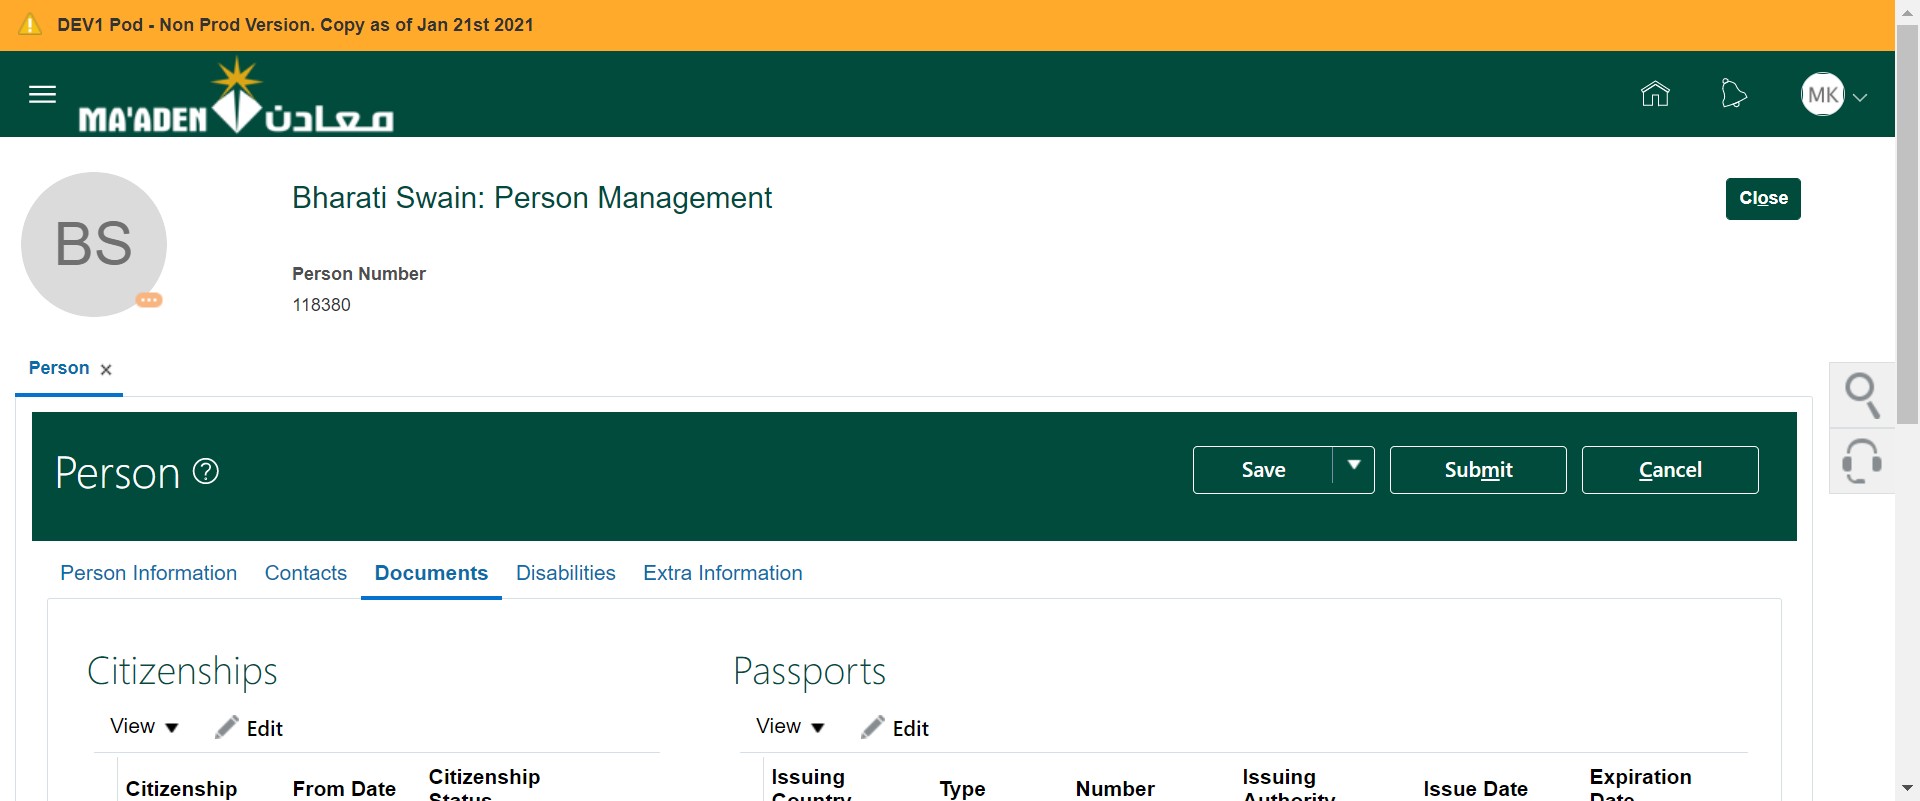 DEV1 Pod - Non Prod Version. Copy as of Jan 21st 2021
MA'ADEN معادن
MK
BS
Bharati Swain: Person Management
Close
Person Number
118380
Person
Person
Save Submit Cancel
Person Information Contacts Documents Disabilities Extra Information
Citizenships
View Edit
Citizenship From Date Citizenship Status
Passports
View Edit
Issuing Country Type Number Issuing Authority Issue Date Expiration Date